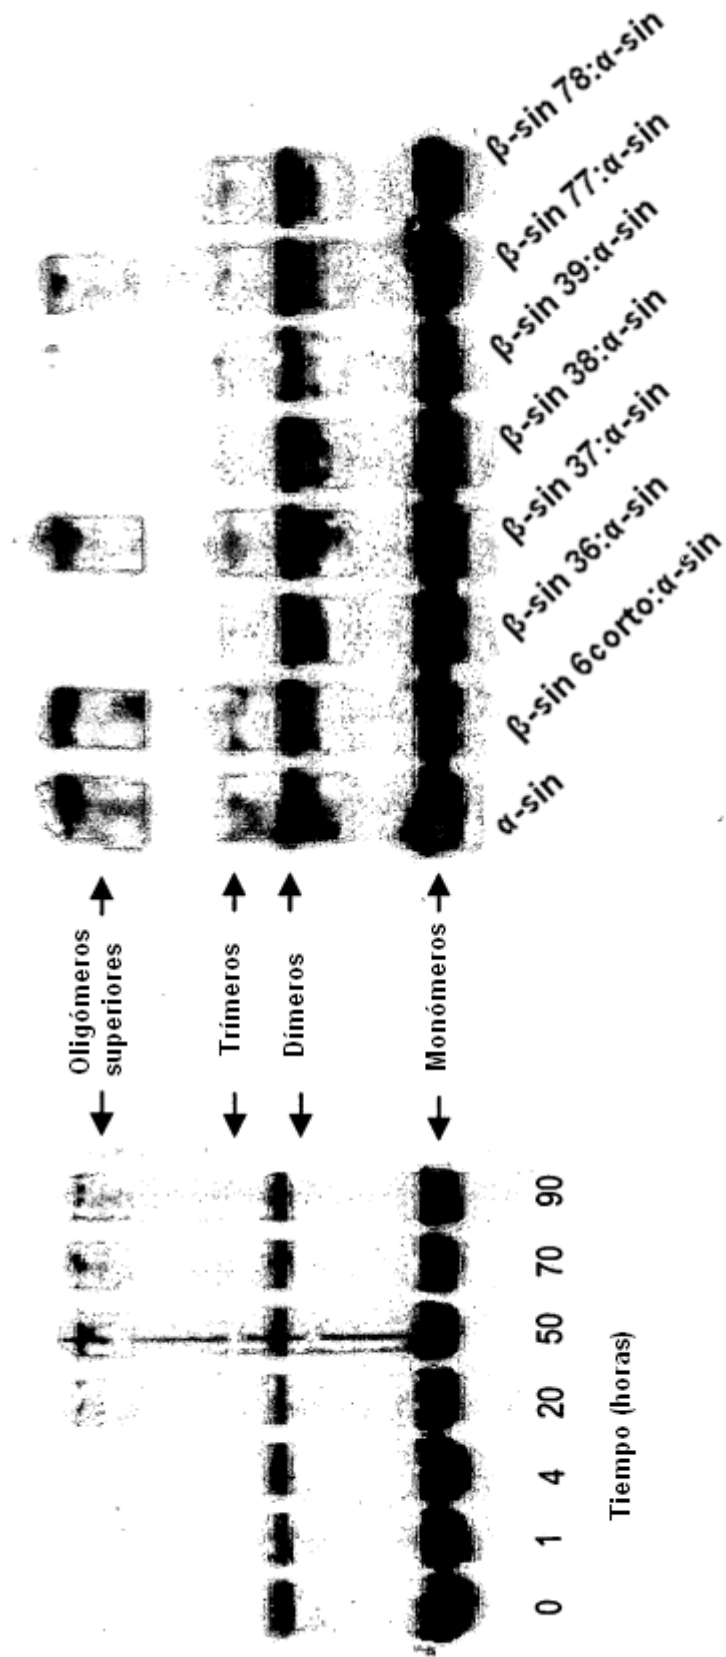 Oligómeros
superiores
Trímeros
Dímeros
Monómeros
0 1 4 20 50 70 90
Tiempo (horas)
α-sin
β-sin 6corto:α-sin
β-sin 36:α-sin
β-sin 37:α-sin
β-sin 38:α-sin
β-sin 39:α-sin
β-sin 77:α-sin
β-sin 78:α-sin